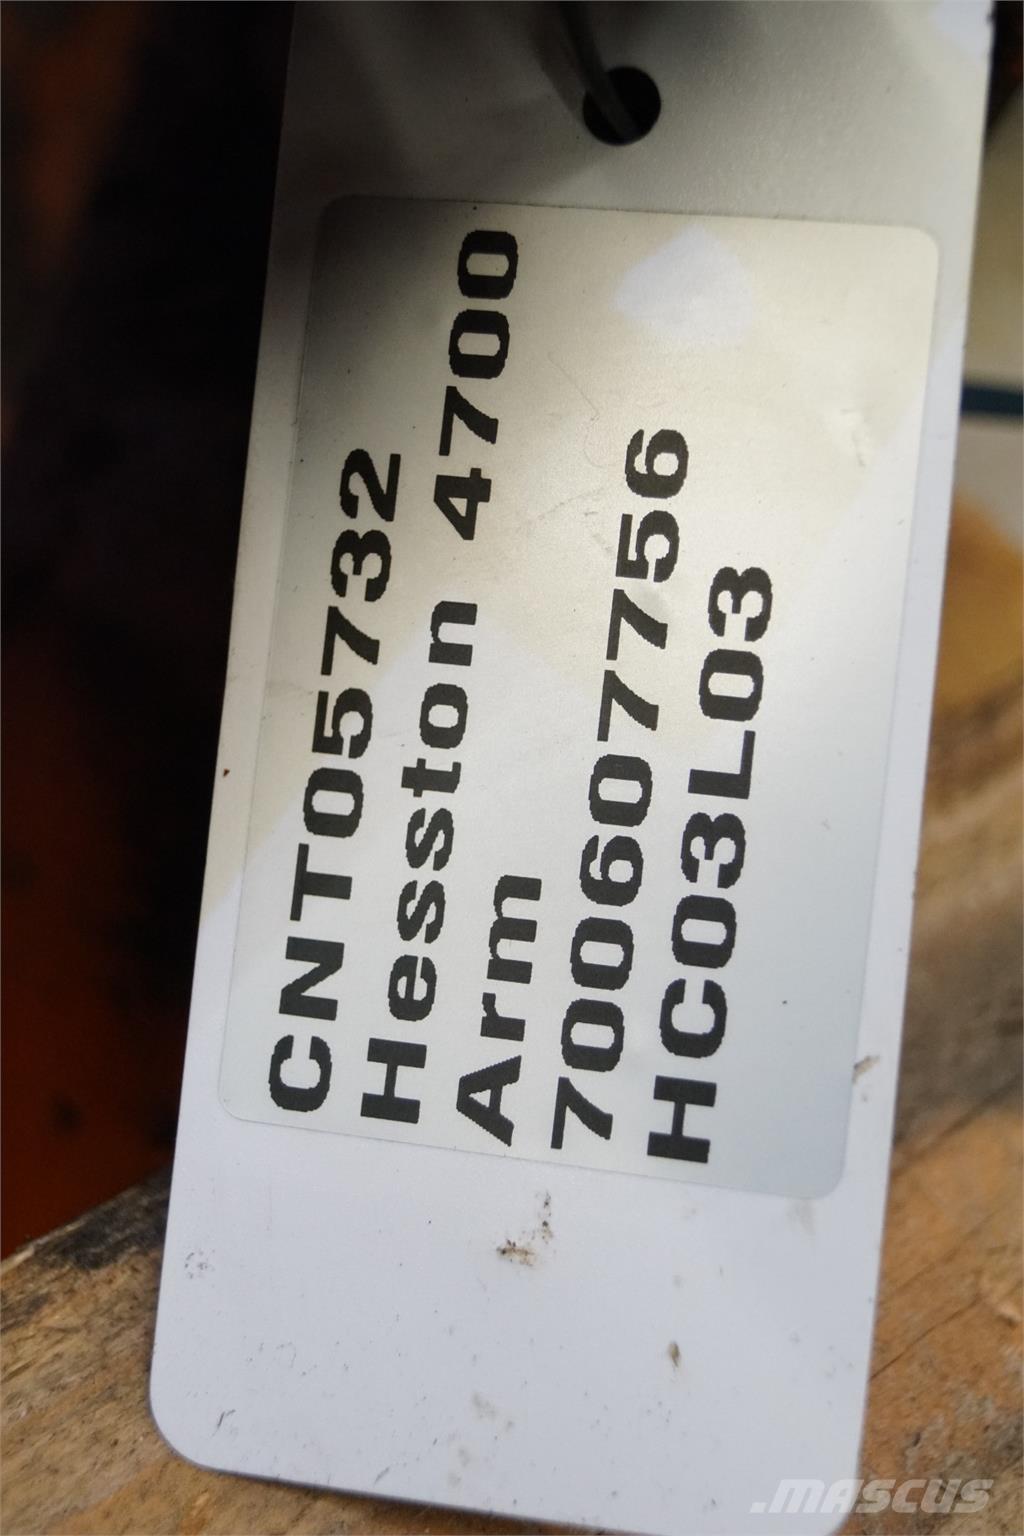 CNT05732
Hesston 4700
Arm
700607756
HC03L03
.MASCUS